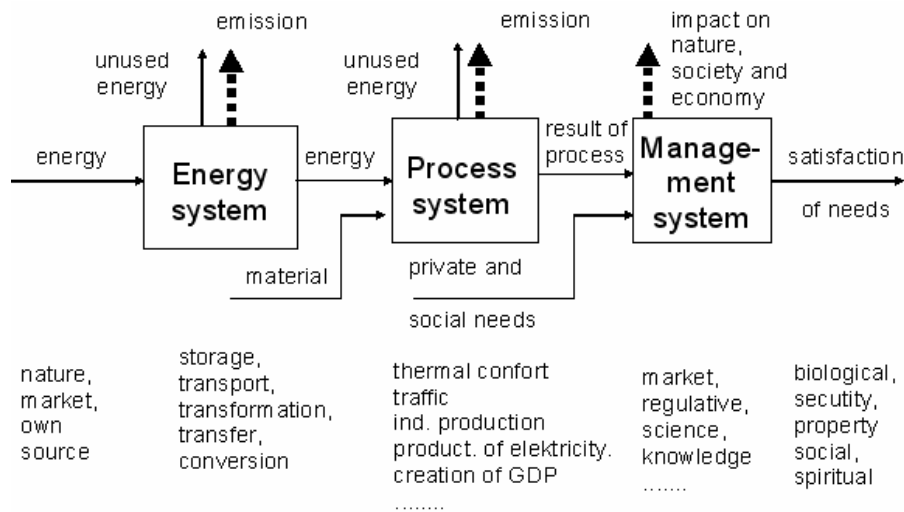 emission
unused
energy
emission
unused
energy
impact on
nature,
society and
economy
energy
Energy
system
energy
Process
system
result of
process
Manage-
ment
system
satisfaction
of needs
material
private and
social needs
nature,
market,
own
source
storage,
transport,
transformation,
transfer,
conversion
thermal confort
traffic
ind. production
product. of elektricity.
creation of GDP
........
market,
regulative,
science,
knowledge
.......
biological,
secutity,
property
social,
spiritual